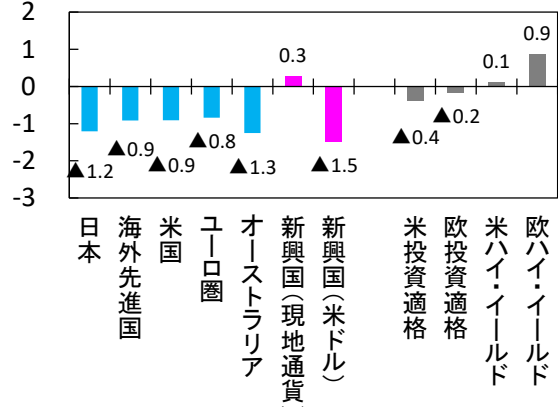 2
1
0
-1
-2
-3
▲1.2
▲0.9
▲0.9
▲0.8
▲1.3
0.3
▲1.5
▲0.4
▲0.2
0.1
0.9
日本
海外先進国
米国
ユーロ圏
オーストラリア
新興国(現地通貨
新興国(米ドル)
米投資適格
欧投資適格
米ハイ・イールド
欧ハイ・イールド